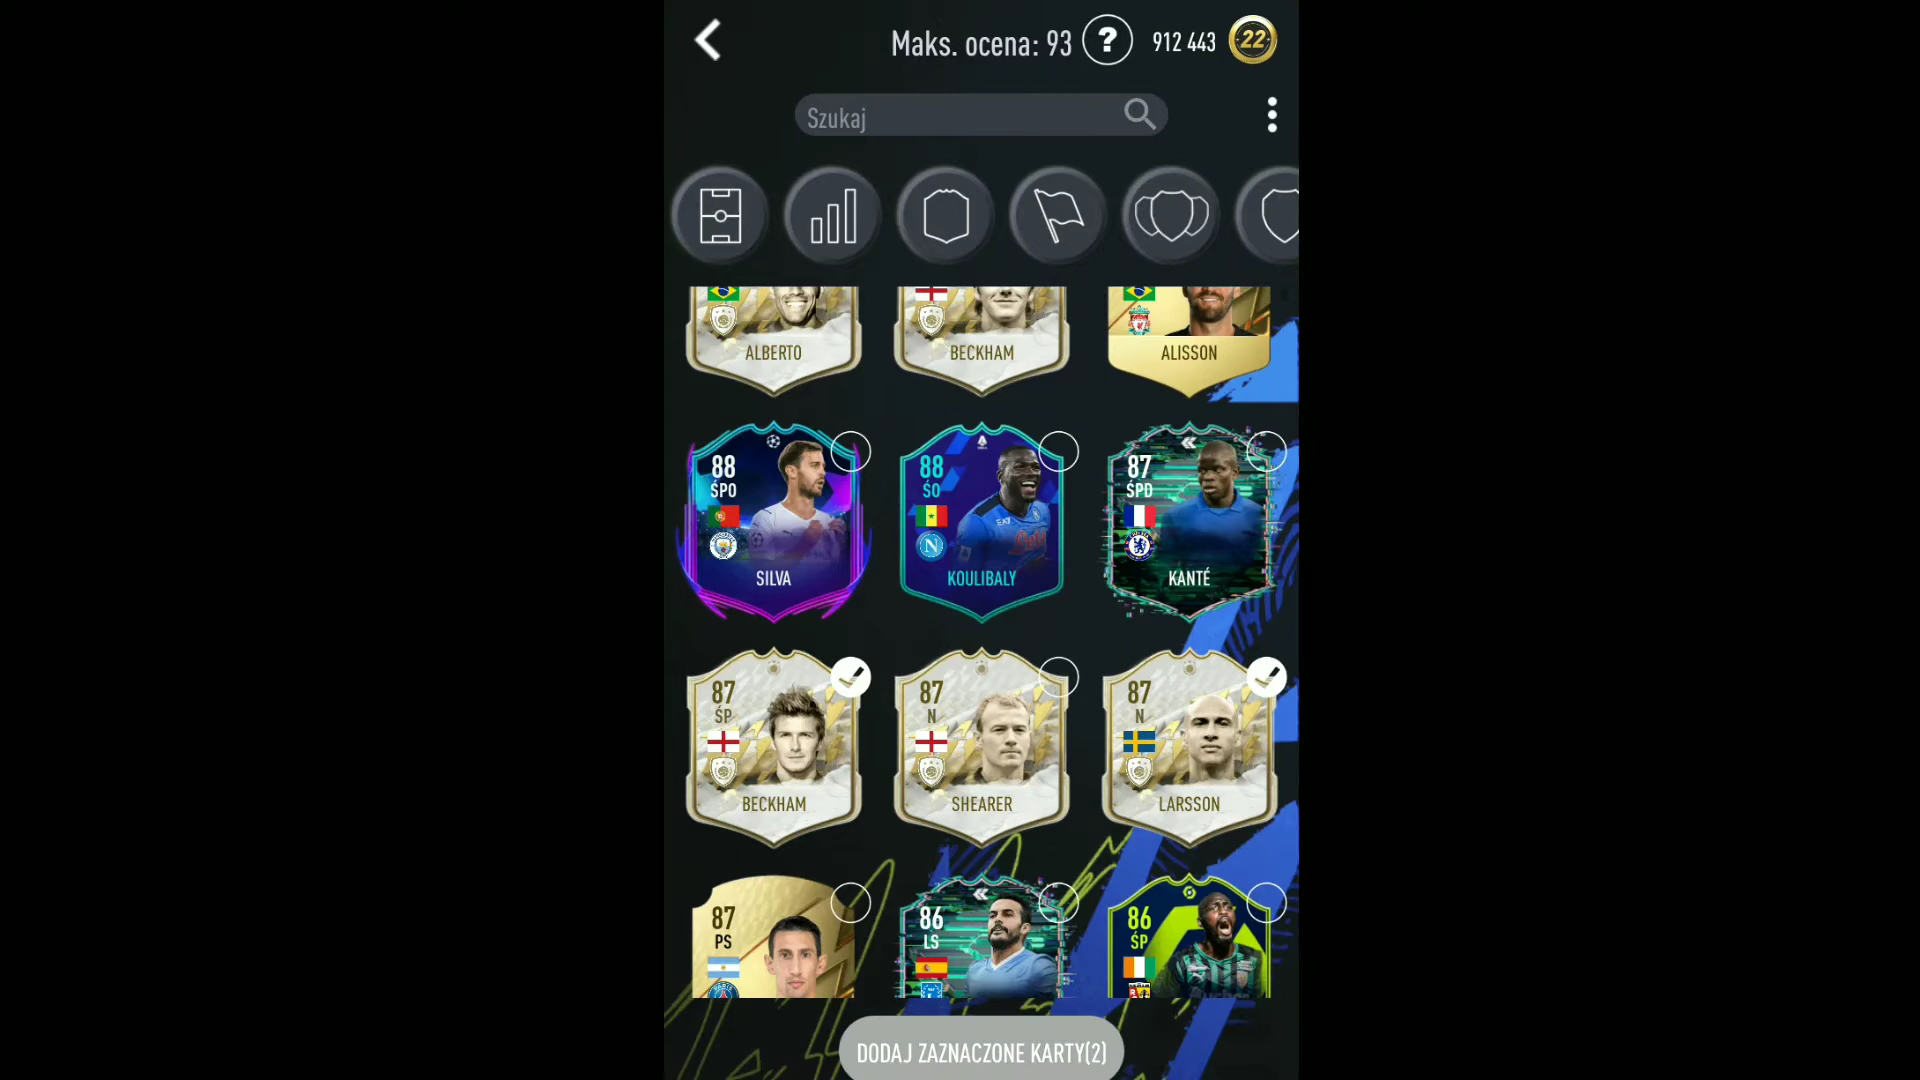 Maks. ocena: 93 ? 912 443 22
Szukaj
ALBERTO BECKHAM ALISSON
88 88 87
ŚPO ŚO ŚPD
N
SILVA KOULIBALY KANTÉ
87 87 87
ŚP N N
BECKHAM SHEARER LARSSON
87 86 86
PS LS ŚP
DODAJ ZAZNACZONE KARTY(2)